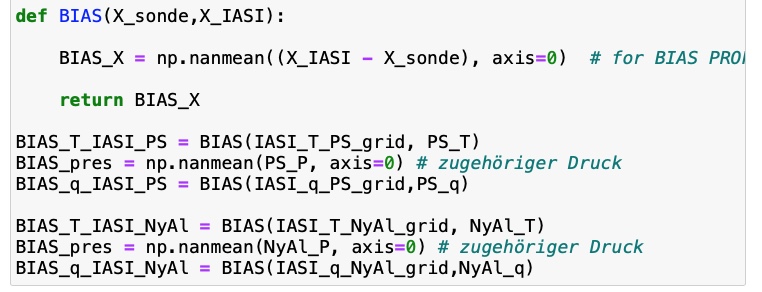 def BIAS(X_sonde,X_IASI):
BIAS_X = np.nanmean((X_IASI - X_sonde), axis=0)  # for BIAS
return BIAS_X
BIAS_T_IASI_PS = BIAS(IASI_T_PS_grid, PS_T)
BIAS_pres = np.nanmean(PS_P, axis=0) # zugehöriger Druck
BIAS_q_IASI_PS = BIAS(IASI_q_PS_grid,PS_q)
BIAS_T_IASI_NyAl = BIAS(IASI_T_NyAl_grid, NyAl_T)
BIAS_pres = np.nanmean(NyAl_P, axis=0) # zugehöriger Druck
BIAS_q_IASI_NyAl = BIAS(IASI_q_NyAl_grid,NyAl_q)